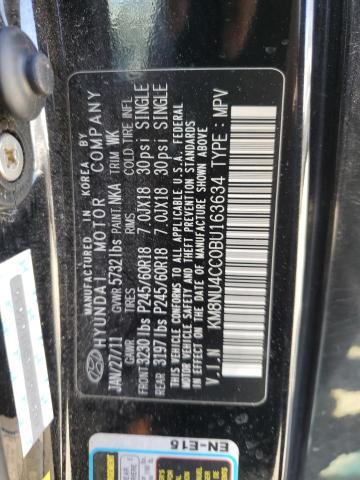 MANUFACTURED IN KOREA BY
HYUNDAI MOTOR COMPANY
JAN/27/11 GVWR 5732 lbs PAINT NKA TRIM WK
GAWR TIRES RIMS COLD TIRE INFL
FRONT 3230 lbs P245/60R18 7.0JX18 30psi SINGLE
REAR 3197 lbs P245/60R18 7.0JX18 30psi SINGLE
THIS VEHICLE CONFORMS TO ALL APPLICABLE U.S.A. FEDERAL
MOTOR VEHICLE SAFETY, BUMPER, AND THEFT PREVENTION STANDARDS
IN EFFECT ON THE DATE OF MANUFACTURE SHOWN ABOVE
V.I.N : KM8NU4CC0BU163634 TYPE : MPV
EN-E15